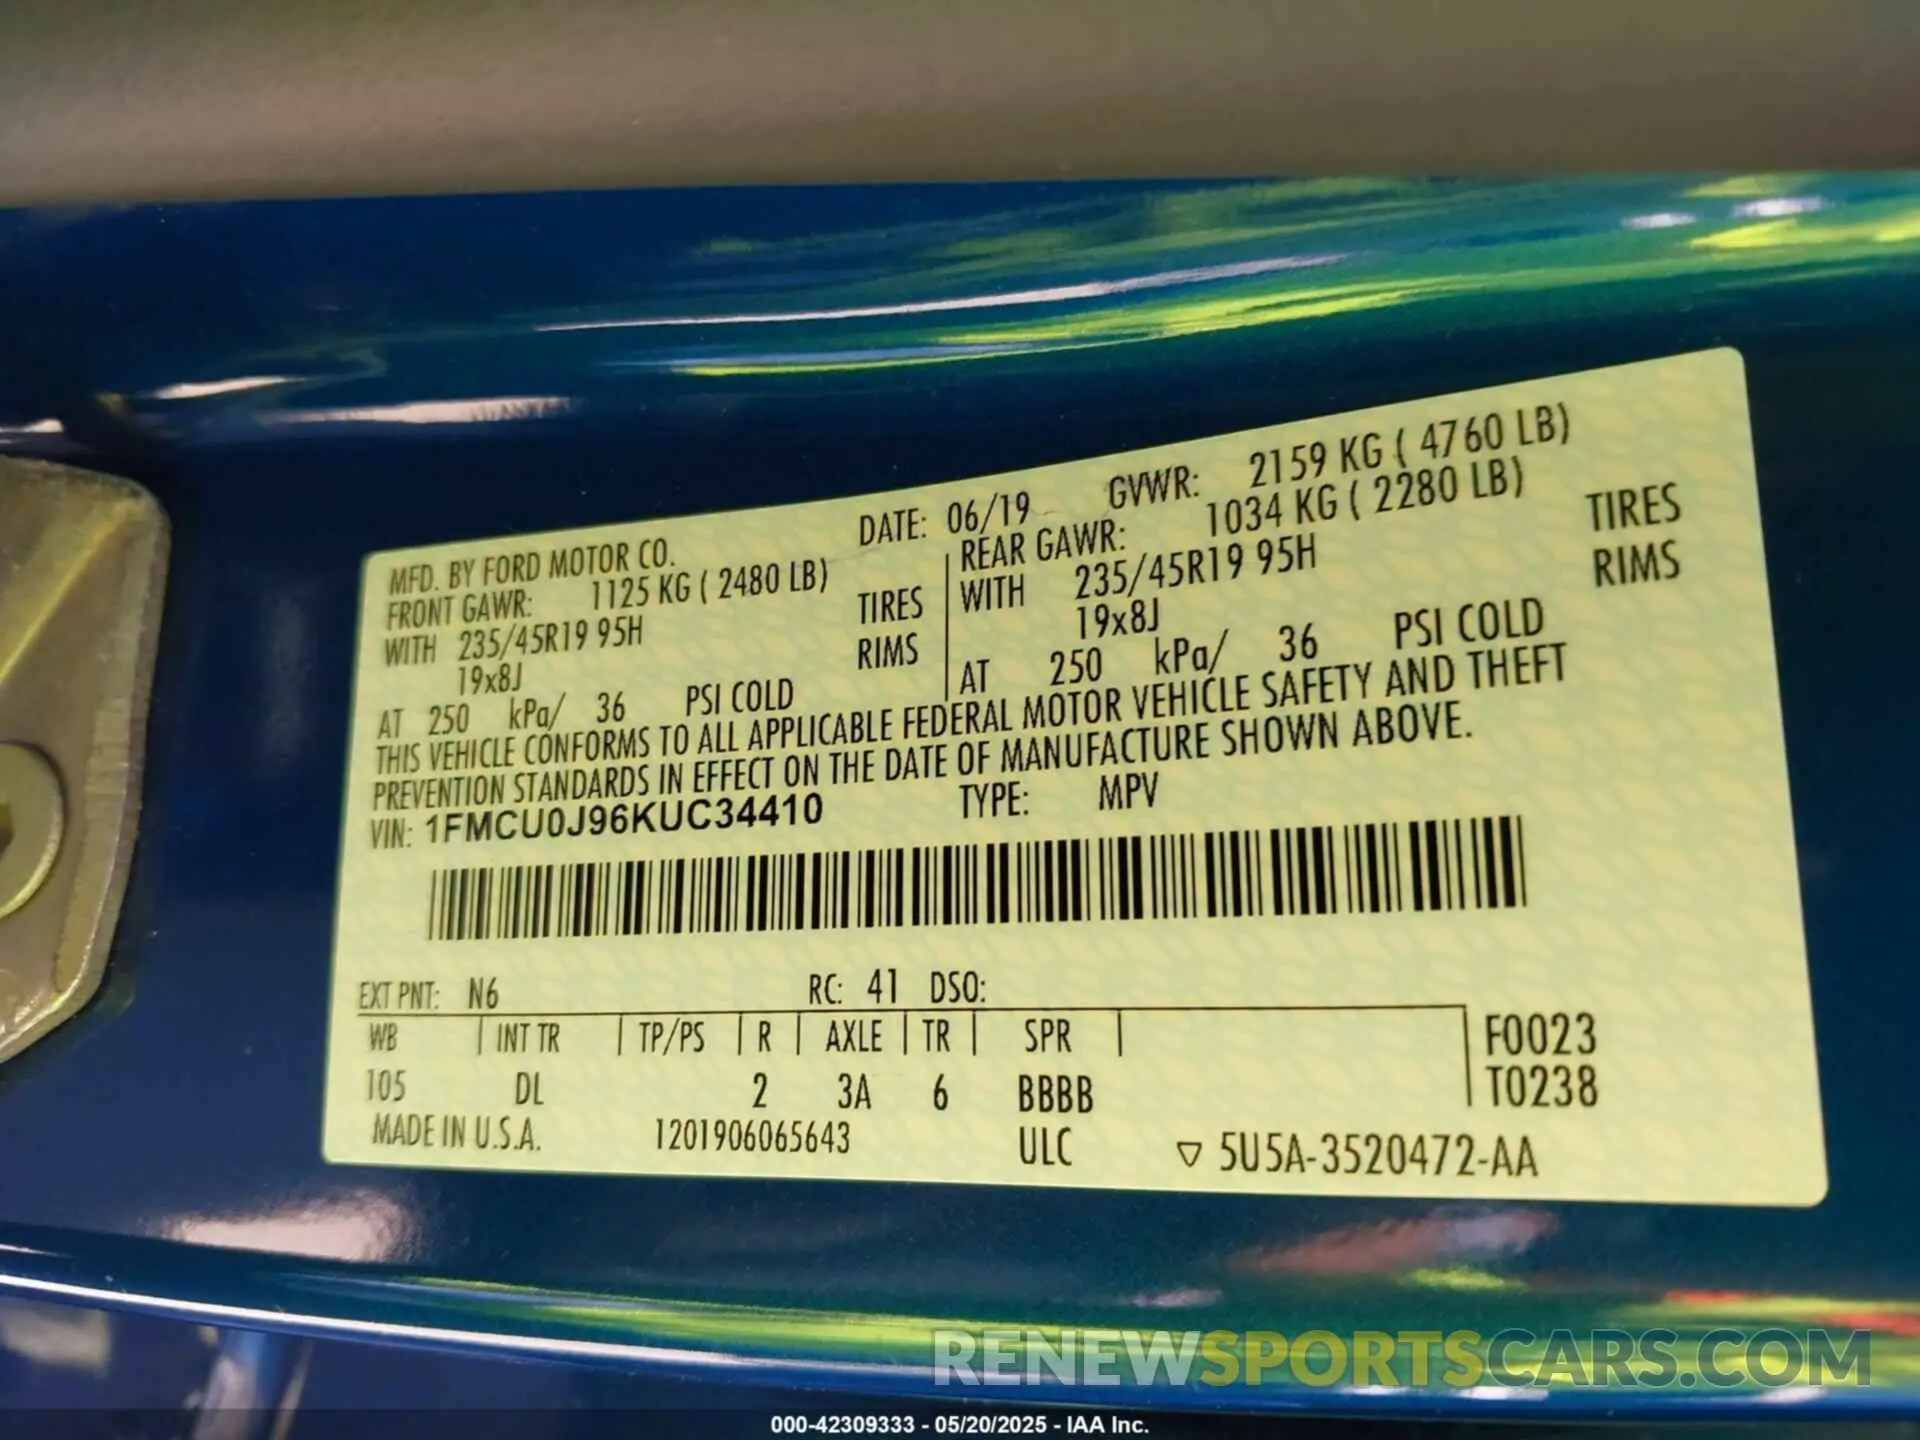 MFD. BY FORD MOTOR CO. DATE: 06/19 GVWR: 2159 KG ( 4760 LB)
FRONT GAWR: 1125 KG ( 2480 LB) REAR GAWR: 1034 KG ( 2280 LB)
WITH 235/45R19 95H TIRES WITH 235/45R19 95H TIRES
19x8J RIMS 19x8J RIMS
AT 250 kPa/ 36 PSI COLD AT 250 kPa/ 36 PSI COLD
THIS VEHICLE CONFORMS TO ALL APPLICABLE FEDERAL MOTOR VEHICLE SAFETY AND THEFT
PREVENTION STANDARDS IN EFFECT ON THE DATE OF MANUFACTURE SHOWN ABOVE.
VIN: 1FMCU0J96KUC34410 TYPE: MPV
EXT PNT: N6 RC: 41 DSO:
WB INT TR TP/PS R AXLE TR SPR F0023
105 DL 2 3A 6 BBBB T0238
MADE IN U.S.A. 1201906065643 ULC ▽ 5U5A-3520472-AA
RENEWSPORTSCARS.COM
000-42309333 - 05/20/2025 - IAA Inc.